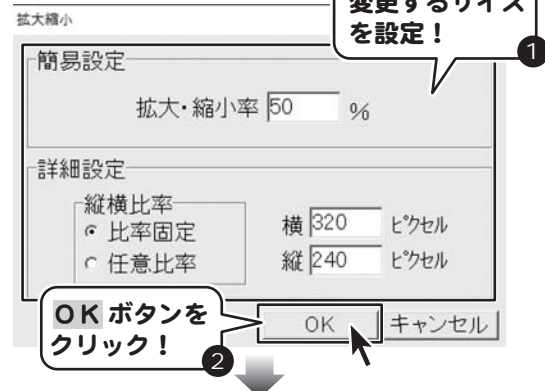 変更するサイズ
を設定！
1
拡大縮小
簡易設定
拡大・縮小率 50 %
詳細設定
縦横比率
比率固定
任意比率
横 320 ピクセル
縦 240 ピクセル
OK キャンセル
ＯＫボタンを
クリック！
2